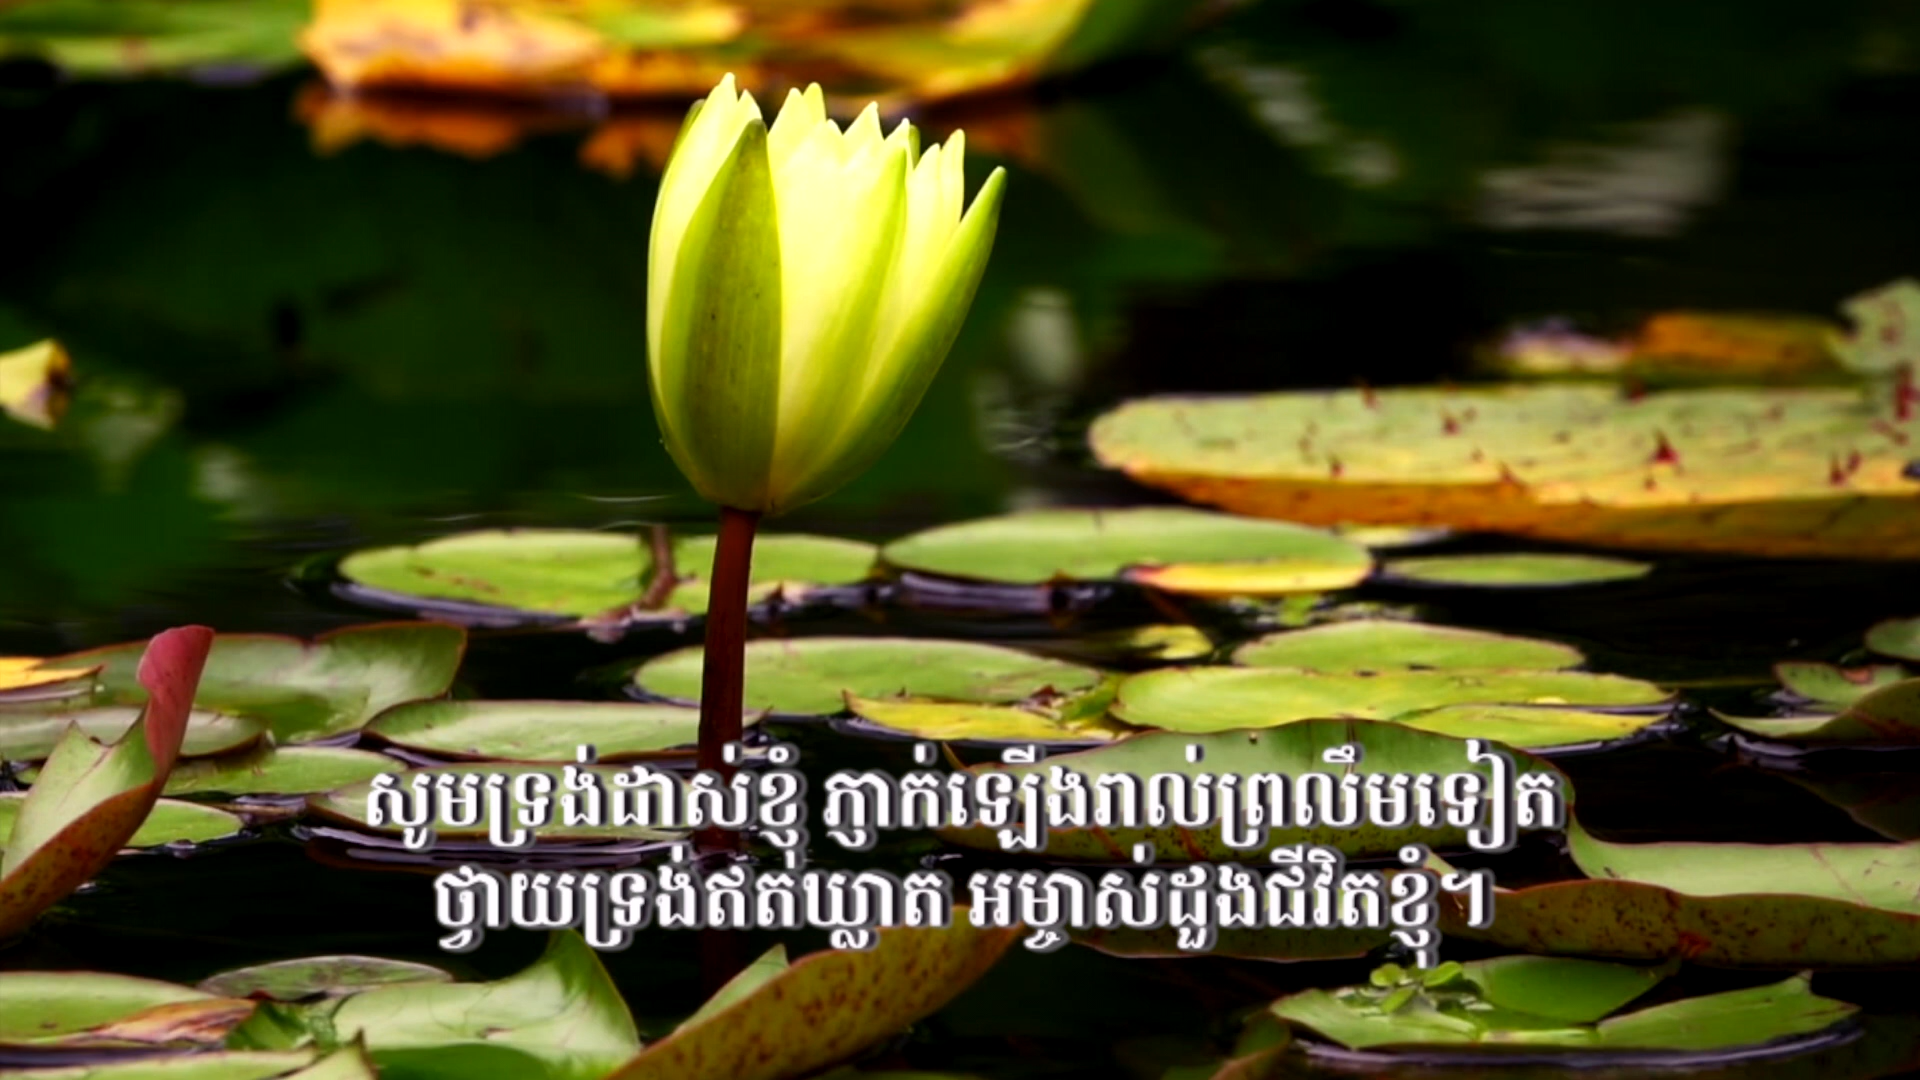 សូមទ្រង់ដាស់ខ្ញុំ ភ្ញាក់ឡើងរាល់ព្រលឹមទៀត
ថ្វាយទ្រង់ឥតឃ្លាត អម្ចាស់ដួងជីវិតខ្ញុំ។